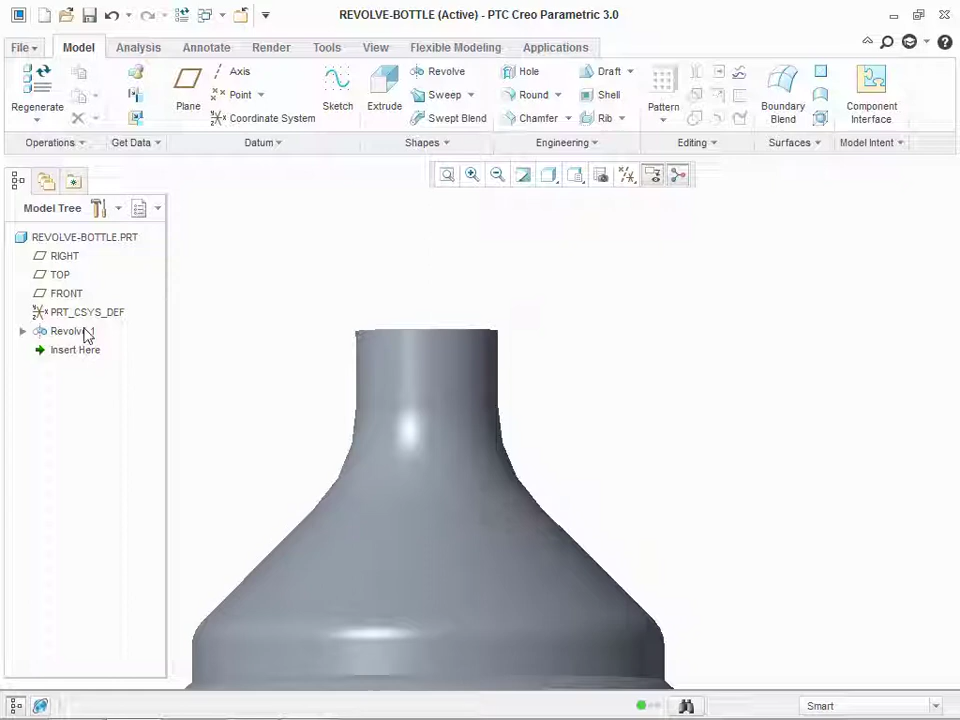 REVOLVE-BOTTLE (Active) - PTC Creo Parametric 3.0
File Model Analysis Annotate Render Tools View Flexible Modeling Applications
Regenerate
Operations
Get Data
Plane
Axis
Point
Coordinate System
Datum
Sketch
Extrude
Revolve
Sweep
Swept Blend
Shapes
Hole
Round
Chamfer
Draft
Shell
Rib
Engineering
Pattern
Editing
Boundary
Blend
Surfaces
Component
Interface
Model Intent
Model Tree
REVOLVE-BOTTLE.PRT
RIGHT
TOP
FRONT
PRT_CSYS_DEF
Insert Here
Smart